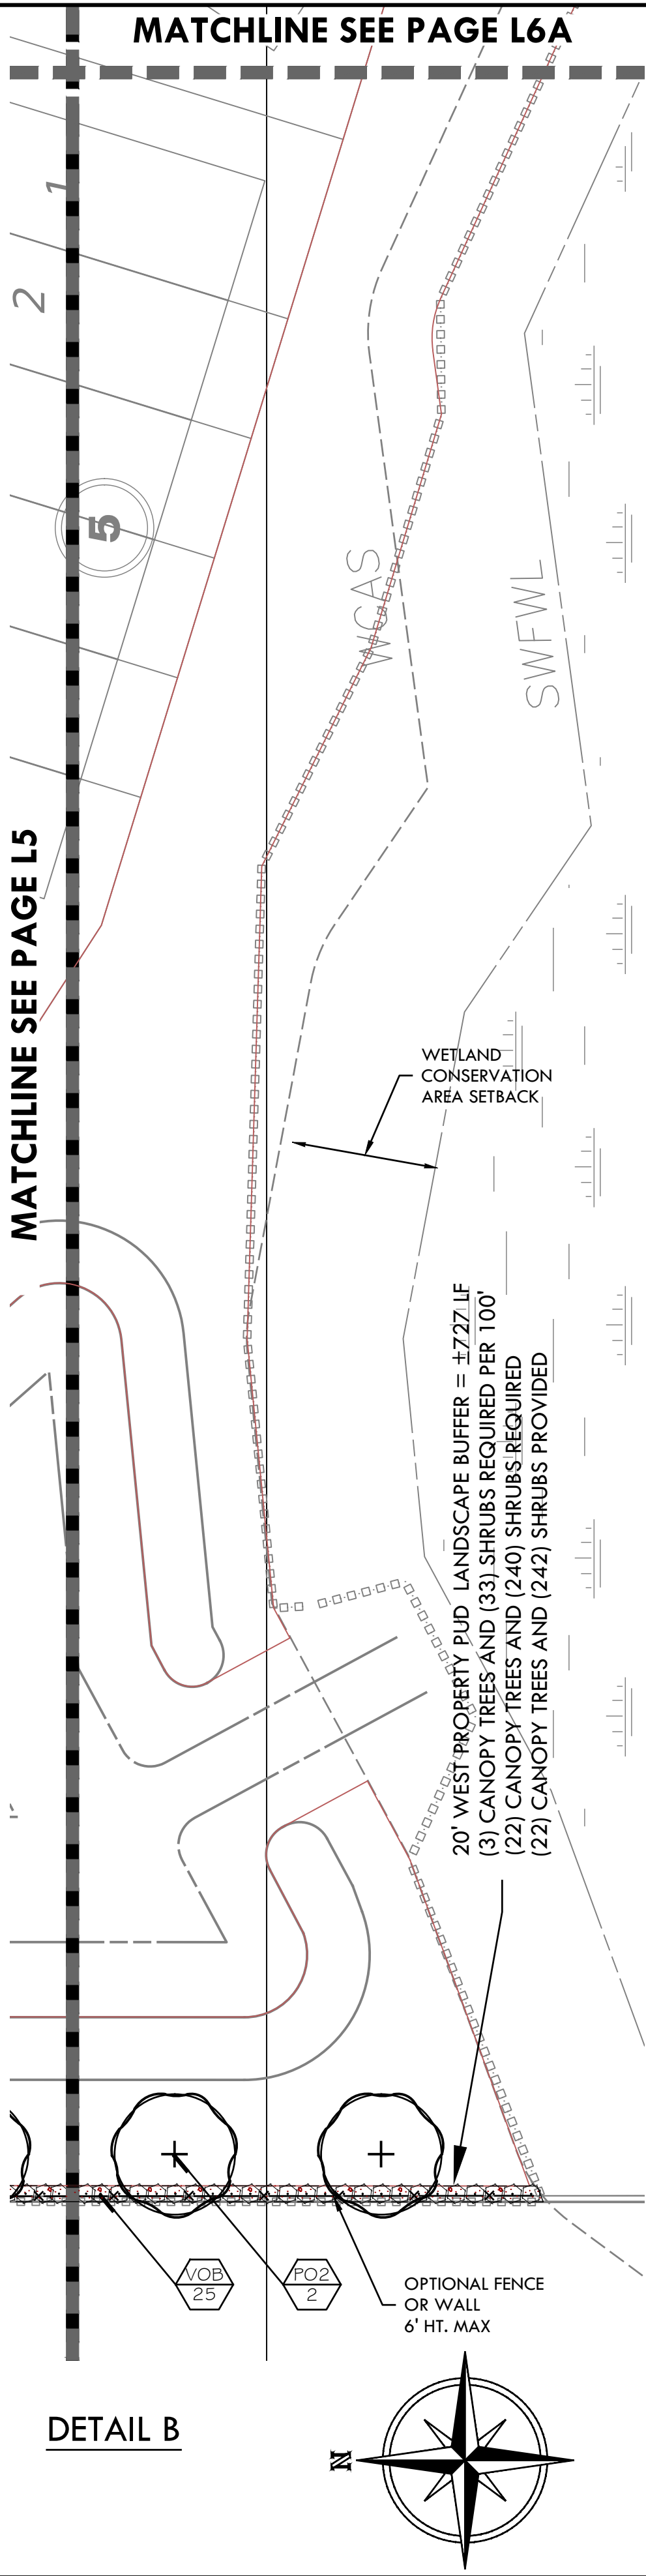 MATCHLINE SEE PAGE L6A
1
2
5
WCAS
SWFWL
MATCHLINE SEE PAGE L5
WETLAND
CONSERVATION
AREA SETBACK
20' WEST PROPERTY PUD LANDSCAPE BUFFER = ±727 LF
(3) CANOPY TREES AND (33) SHRUBS REQUIRED PER 100'
(22) CANOPY TREES AND (240) SHRUBS REQUIRED
(22) CANOPY TREES AND (242) SHRUBS PROVIDED
VOB
25
PO2
2
OPTIONAL FENCE
OR WALL
6' HT. MAX
DETAIL B
N